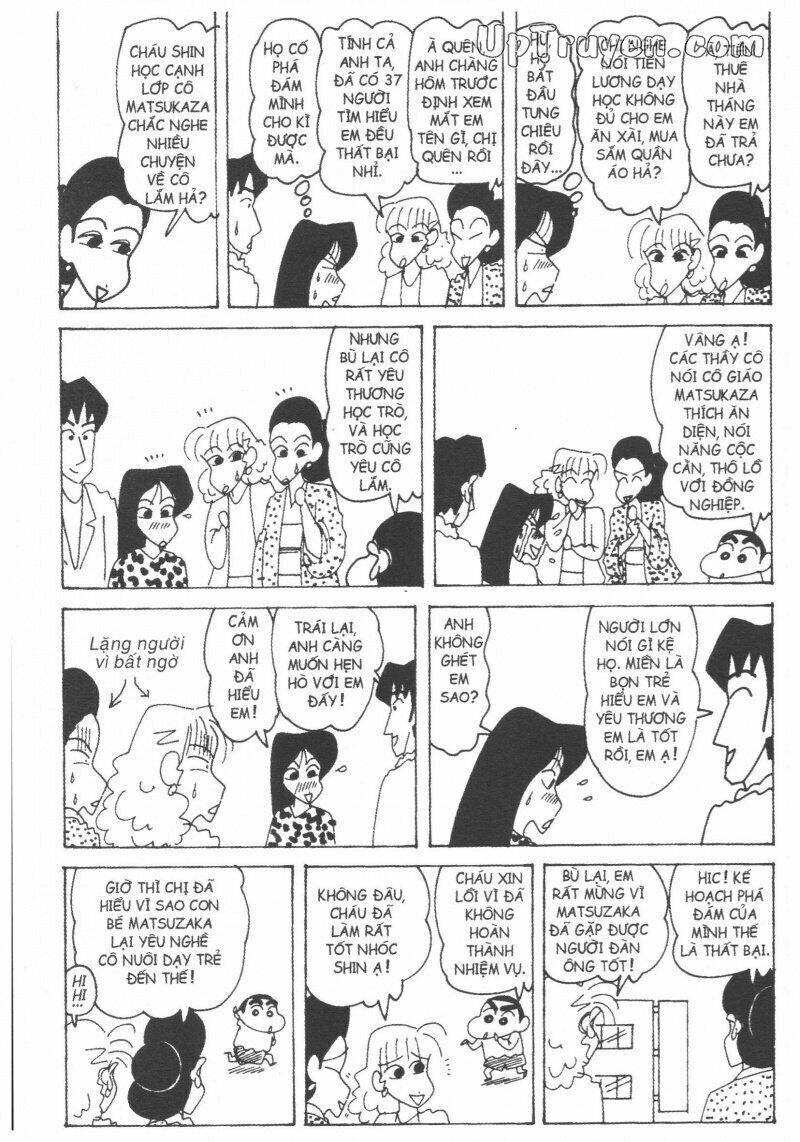 UpTruyen.com
THUÊ
NHÀ
THÁNG
NÀY EM
ĐÃ TRẢ
CHƯA?
NÓI TIỀN
LƯƠNG DẠY
HỌC KHÔNG
ĐỦ CHO EM
ĂN XÀI, MUA
SẮM QUẦN
ÁO HẢ?
HỌ
BẮT
ĐẦU
TUNG
CHIÊU
RỒI
ĐÂY...
À QUÊN
ANH CHÀNG
HÔM TRƯỚC
ĐỊNH XEM
MẮT EM
TÊN GÌ, CHỊ
QUÊN RỒI
...
TÍNH CẢ
ANH TA,
ĐÃ CÓ 37
NGƯỜI
TÌM HIỂU
EM ĐỀU
THẤT BẠI
NHỈ.
HỌ CỐ
PHÁ
ĐÁM
MÌNH
CHO KÌ
ĐƯỢC
MÀ.
CHÁU SHIN
HỌC CẠNH
LỚP CÔ
MATSUKAZA
CHẮC NGHE
NHIỀU
CHUYỆN
VỀ CÔ
LẮM HẢ?
VÂNG Ạ!
CÁC THẦY CÔ
NÓI CÔ GIÁO
MATSUKAZA
THÍCH ĂN
DIỆN, NÓI
NĂNG CỘC
CẰN, THÔ LỖ
VỚI ĐỒNG
NGHIỆP.
NHƯNG
BÙ LẠI CÔ
RẤT YÊU
THƯƠNG
HỌC TRÒ,
VÀ HỌC
TRÒ CŨNG
YÊU CÔ
LẮM.
ANH
KHÔNG
GHÉT
EM
SAO?
NGƯỜI LỚN
NÓI GÌ KỆ
HỌ. MIỄN LÀ
BỌN TRẺ
HIỂU EM VÀ
YÊU THƯƠNG
EM LÀ TỐT
RỒI, EM Ạ!
TRÁI LẠI,
ANH CÀNG
MUỐN HẸN
HÒ VỚI EM
ĐẤY!
CẢM
ƠN
ANH
ĐÃ
HIỂU
EM!
Lặng người
vì bất ngờ
HIC! KẾ
HOẠCH PHÁ
ĐÁM CỦA
MÌNH THẾ
LÀ THẤT BẠI.
BÙ LẠI, EM
RẤT MỪNG VÌ
MATSUZAKA
ĐÃ GẶP ĐƯỢC
NGƯỜI ĐÀN
ÔNG TỐT!
CHÁU XIN
LỖI VÌ ĐÃ
KHÔNG
HOÀN
THÀNH
NHIỆM VỤ.
KHÔNG ĐÂU,
CHÁU ĐÃ
LÀM RẤT
TỐT NHÓC
SHIN Ạ!
GIỜ THÌ CHỊ ĐÃ
HIỂU VÌ SAO CON
BÉ MATSUZAKA
LẠI YÊU NGHỀ
CÔ NUÔI DẠY TRẺ
ĐẾN THẾ!
HI
HI
...